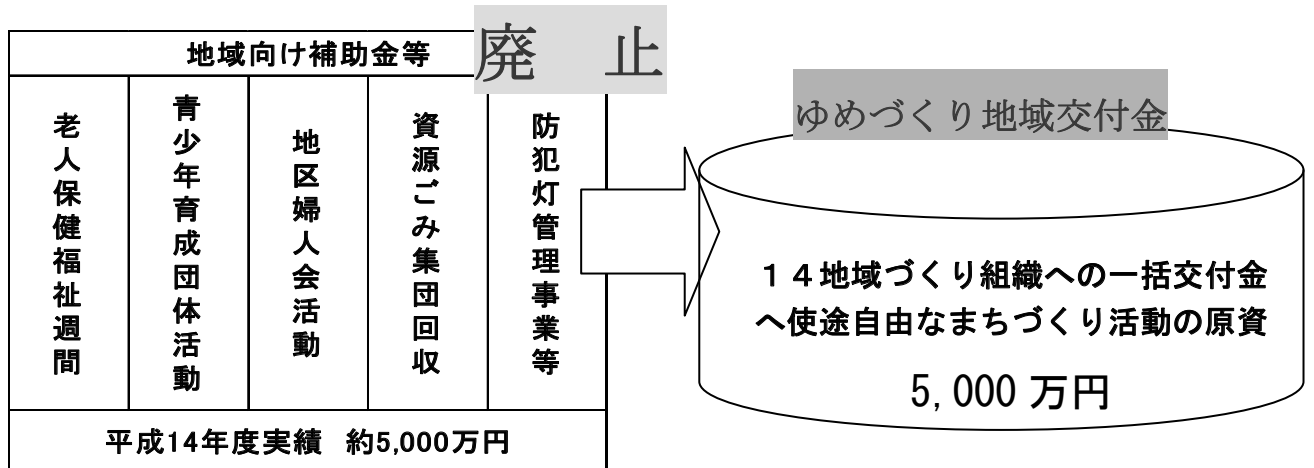 地域向け補助金等
廃 止
老人保健福祉週間
青少年育成団体活動
地区婦人会活動
資源ごみ集団回収
防犯灯管理事業等
平成14年度実績 約5,000万円
ゆめづくり地域交付金
１４地域づくり組織への一括交付金
へ使途自由なまちづくり活動の原資
5,000 万円